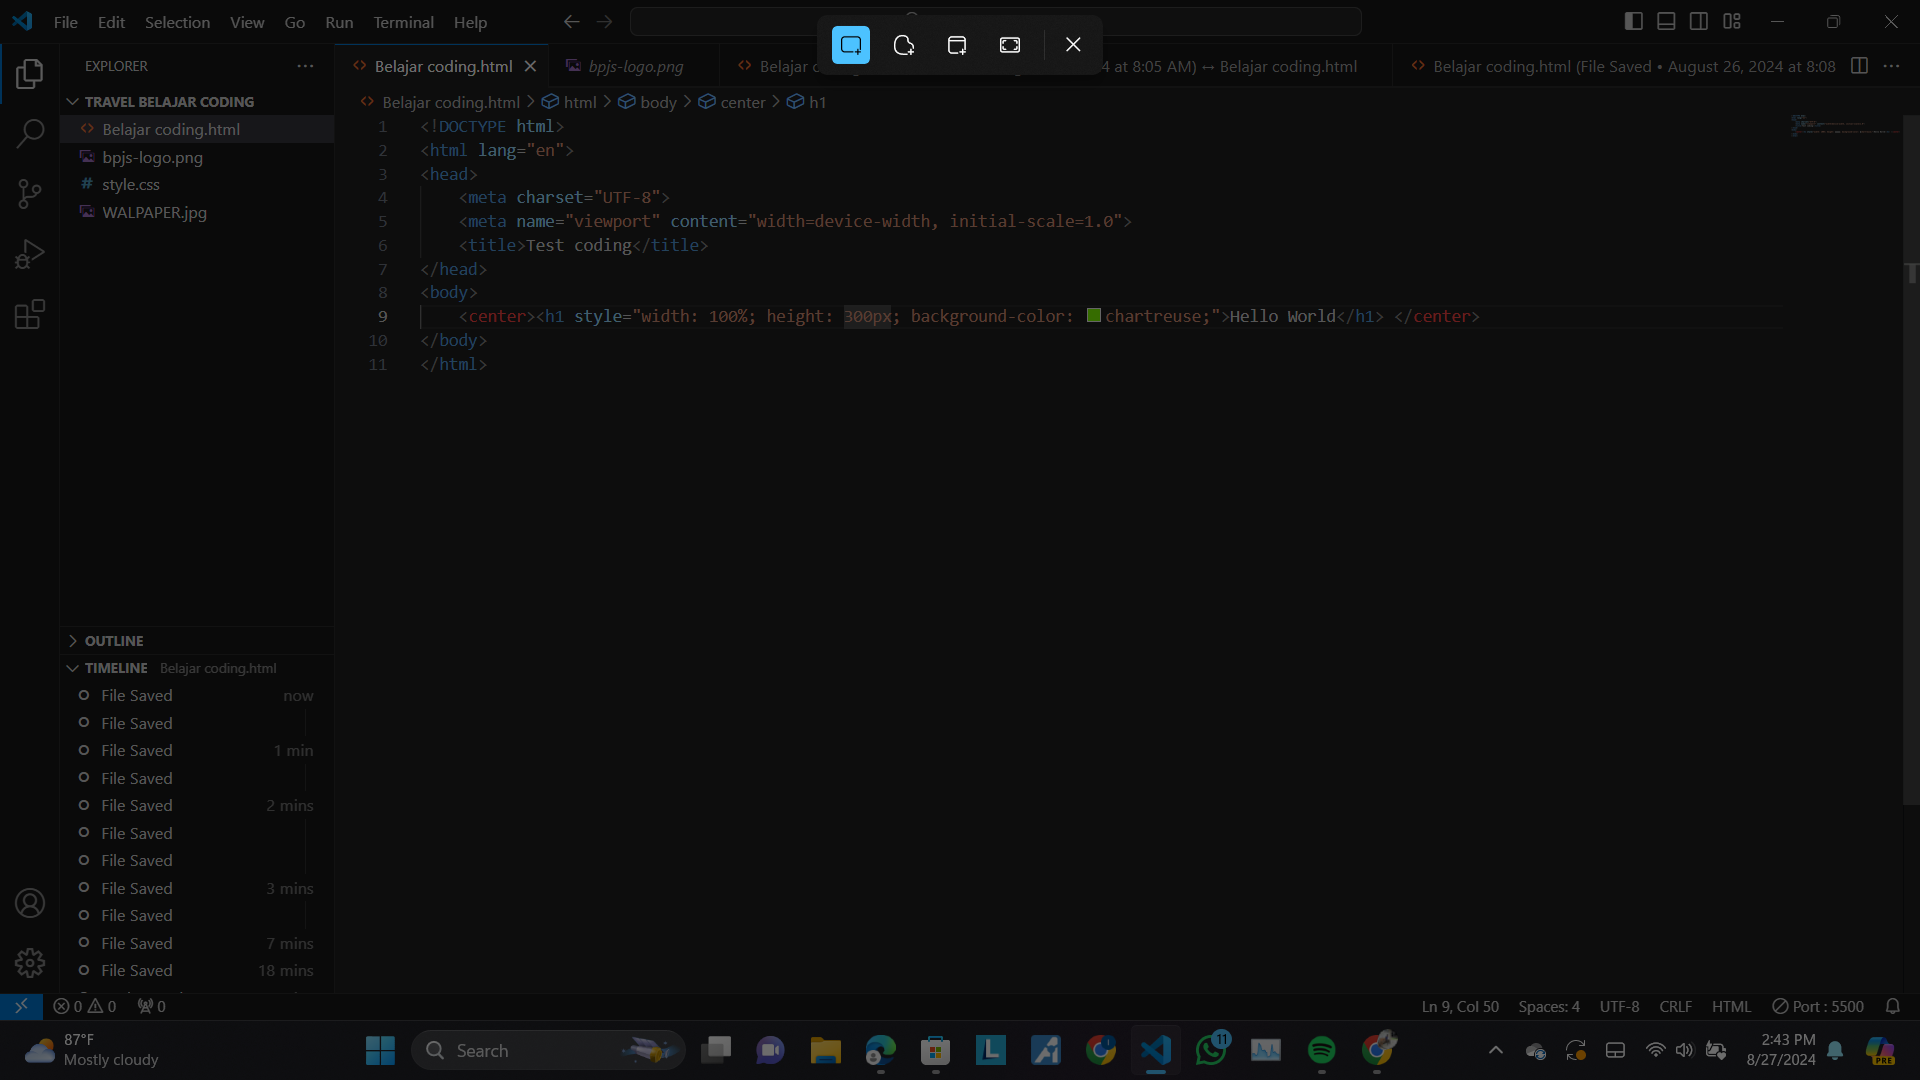 File Edit Selection View Go Run Terminal Help
EXPLORER
Belajar coding.html
bpjs-logo.png
Belajar
4 at 8:05 AM) ↔ Belajar coding.html
Belajar coding.html (File Saved • August 26, 2024 at 8:08
TRAVEL BELAJAR CODING
Belajar coding.html
bpjs-logo.png
style.css
WALPAPER.jpg
Belajar coding.html > html > body > center > h1
1 <!DOCTYPE html>
2 <html lang="en">
3 <head>
4 <meta charset="UTF-8">
5 <meta name="viewport" content="width=device-width, initial-scale=1.0">
6 <title>Test coding</title>
7 </head>
8 <body>
9 <center><h1 style="width: 100%; height: 300px; background-color: chartreuse;">Hello World</h1> </center>
10 </body>
11 </html>
OUTLINE
TIMELINE Belajar coding.html
File Saved now
File Saved
File Saved 1 min
File Saved
File Saved 2 mins
File Saved
File Saved
File Saved 3 mins
File Saved
File Saved 7 mins
File Saved 18 mins
0 0 0
Ln 9, Col 50 Spaces: 4 UTF-8 CRLF HTML Port : 5500
87°F
Mostly cloudy
Search
11
2:43 PM
8/27/2024
PRE